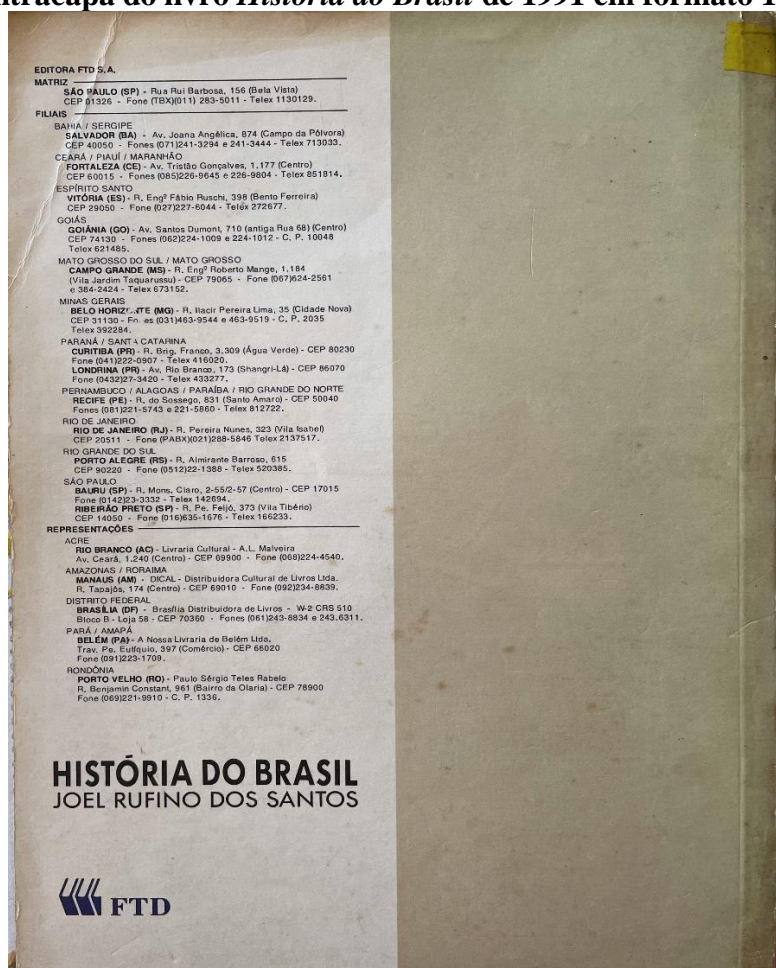 do livro História do Brasil de 1991 em formato
EDITORA FTD S.A.
MATRIZ
SÃO PAULO (SP) - Rua Rui Barbosa, 156 (Bela Vista)
CEP 01326 - Fone (TBX)(011) 283-5011 - Telex 1130129.
FILIAIS
BAHIA / SERGIPE
SALVADOR (BA) - Av. Joana Angélica, 874 (Campo da Pólvora)
CEP 40050 - Fones (071)241-3294 e 241-3444 - Telex 713033.
CEARÁ / PIAUÍ / MARANHÃO
FORTALEZA (CE) - Av. Tristão Gonçalves, 1.177 (Centro)
CEP 60015 - Fones (085)226-9645 e 226-9804 - Telex 851814.
ESPÍRITO SANTO
VITÓRIA (ES) - R. Engº Fábio Ruschi, 398 (Bento Ferreira)
CEP 29050 - Fone (027)227-6044 - Telex 272677.
GOIÁS
GOIÂNIA (GO) - Av. Santos Dumont, 710 (antiga Rua 68) (Centro)
CEP 74130 - Fones (062)224-1009 e 224-1012 - C. P. 10048
Telex 621485.
MATO GROSSO DO SUL / MATO GROSSO
CAMPO GRANDE (MS) - R. Engº Roberto Mange, 1.184
(Vila Jardim Taquarussu) - CEP 79065 - Fone (067)624-2561
e 384-2424 - Telex 673152.
MINAS GERAIS
BELO HORIZONTE (MG) - R. Itacir Pereira Lima, 35 (Cidade Nova)
CEP 31130 - Fones (031)463-9544 e 463-9519 - C. P. 2035
Telex 392284.
PARANÁ / SANTA CATARINA
CURITIBA (PR) - R. Brig. Franco, 3.309 (Água Verde) - CEP 80230
Fone (041)222-0907 - Telex 416020.
LONDRINA (PR) - Av. Rio Branco, 173 (Shangri-Lá) - CEP 86070
Fone (0432)27-3420 - Telex 433277.
PERNAMBUCO / ALAGOAS / PARAÍBA / RIO GRANDE DO NORTE
RECIFE (PE) - R. do Sossego, 831 (Santo Amaro) - CEP 50040
Fones (081)221-5743 e 221-5860 - Telex 812722.
RIO DE JANEIRO
RIO DE JANEIRO (RJ) - R. Pereira Nunes, 323 (Vila Isabel)
CEP 20511 - Fone (PABX)(021)288-5846 Telex 2137517.
RIO GRANDE DO SUL
PORTO ALEGRE (RS) - R. Almirante Barroso, 615
CEP 90220 - Fone (0512)22-1388 - Telex 520385.
SÃO PAULO
BAURU (SP) - R. Mons. Claro, 2-55/2-57 (Centro) - CEP 17015
Fone (0142)23-3332 - Telex 142694.
RIBEIRÃO PRETO (SP) - R. Pe. Feijó, 373 (Vila Tibério)
CEP 14050 - Fone (016)635-1676 - Telex 166233.
REPRESENTAÇÕES
ACRE
RIO BRANCO (AC) - Livraria Cultural - A.L. Malveira
Av. Ceará, 1.240 (Centro) - CEP 69900 - Fone (068)224-4540.
AMAZONAS / RORAIMA
MANAUS (AM) - DICAL - Distribuidora Cultural de Livros Ltda.
R. Tapajós, 174 (Centro) - CEP 69010 - Fone (092)234-8839.
DISTRITO FEDERAL
BRASÍLIA (DF) - Brasília Distribuidora de Livros - W-2 CRS 510
Bloco B - Loja 58 - CEP 70360 - Fones (061)243-8834 e 243.6311.
PARÁ / AMAPÁ
BELÉM (PA) - A Nossa Livraria de Belém Ltda.
Trav. Pe. Eutíquio, 397 (Comércio) - CEP 66020
Fone (091)223-1709.
RONDÔNIA
PORTO VELHO (RO) - Paulo Sérgio Teles Rabelo
R. Benjamin Constant, 961 (Bairro da Olaria) - CEP 78900
Fone (069)221-9910 - C. P. 1336.
HISTÓRIA DO BRASIL
JOEL RUFINO DOS SANTOS
FTD